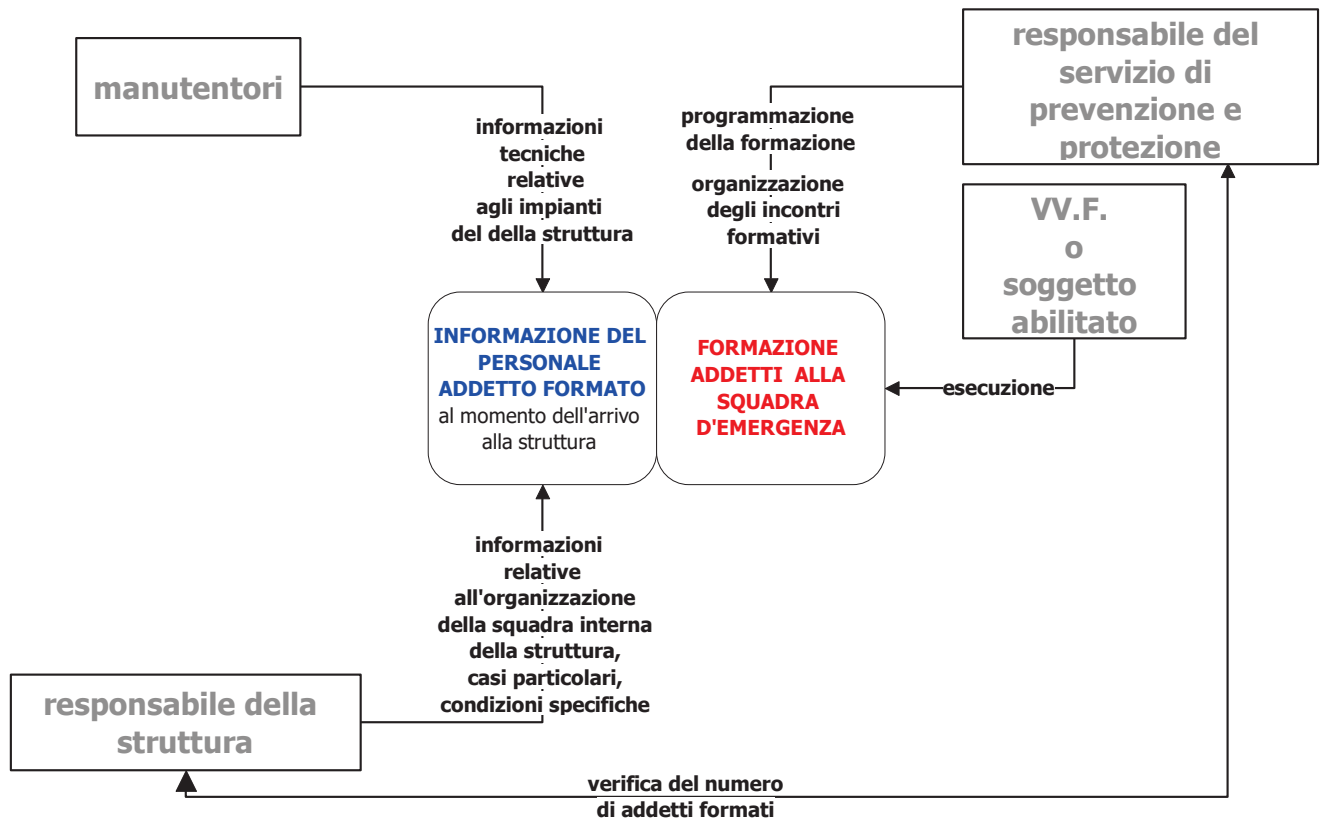 manutentori
responsabile del
servizio di
prevenzione e
protezione
informazioni
tecniche
relative
agli impianti
del della struttura
programmazione
della formazione
organizzazione
degli incontri
formativi
VV.F.
o
soggetto
abilitato
INFORMAZIONE DEL
PERSONALE
ADDETTO FORMATO
al momento dell'arrivo
alla struttura
FORMAZIONE
ADDETTI ALLA
SQUADRA
D'EMERGENZA
esecuzione
informazioni
relative
all'organizzazione
della squadra interna
della struttura,
casi particolari,
condizioni specifiche
responsabile della
struttura
verifica del numero
di addetti formati